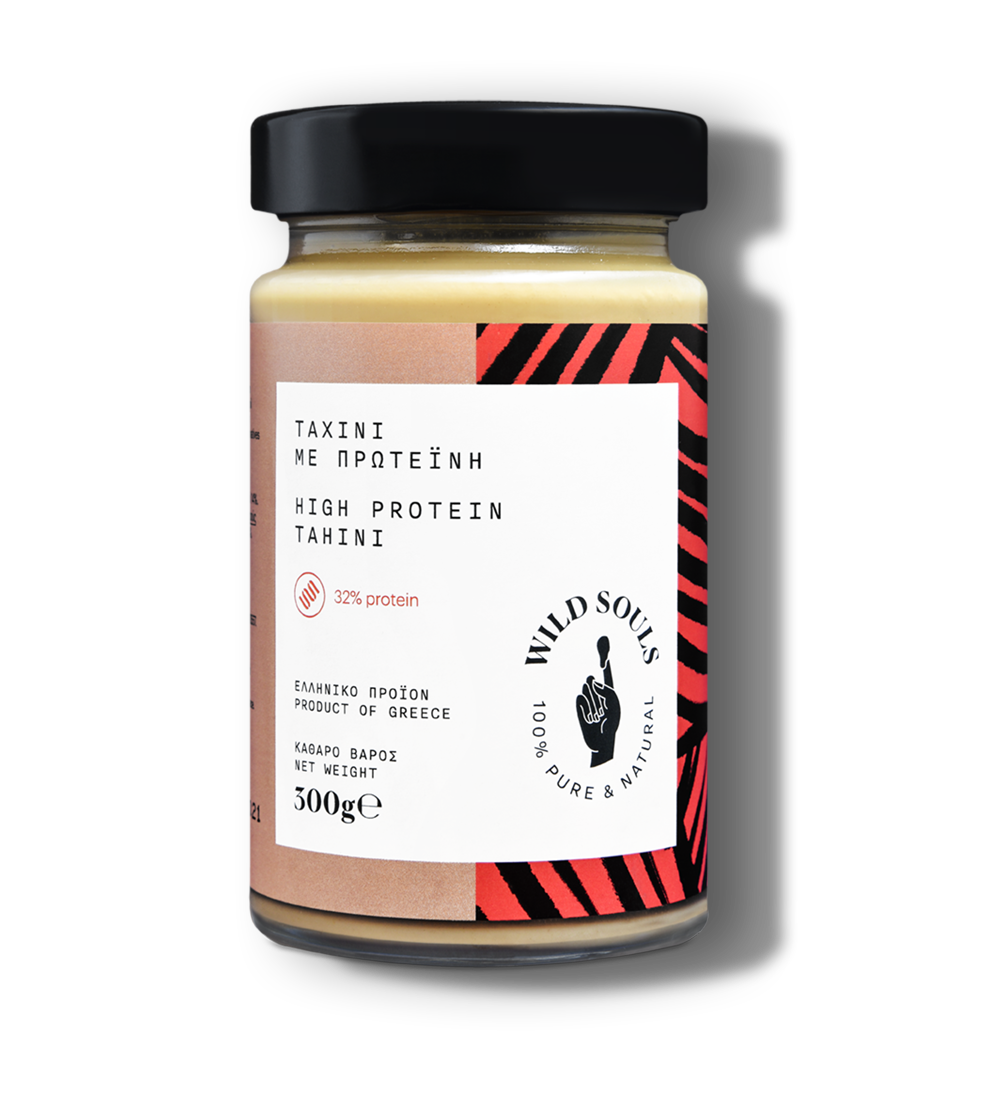 ΤΑΧΙΝΙ
ΜΕ ΠΡΩΤΕΪΝΗ
HIGH PROTEIN
TAHINI
32% protein
WILD SOULS
100% PURE & NATURAL
ΕΛΛΗΝΙΚΟ ΠΡΟΪΟΝ
PRODUCT OF GREECE
ΚΑΘΑΡΟ ΒΑΡΟΣ
NET WEIGHT
300g℮